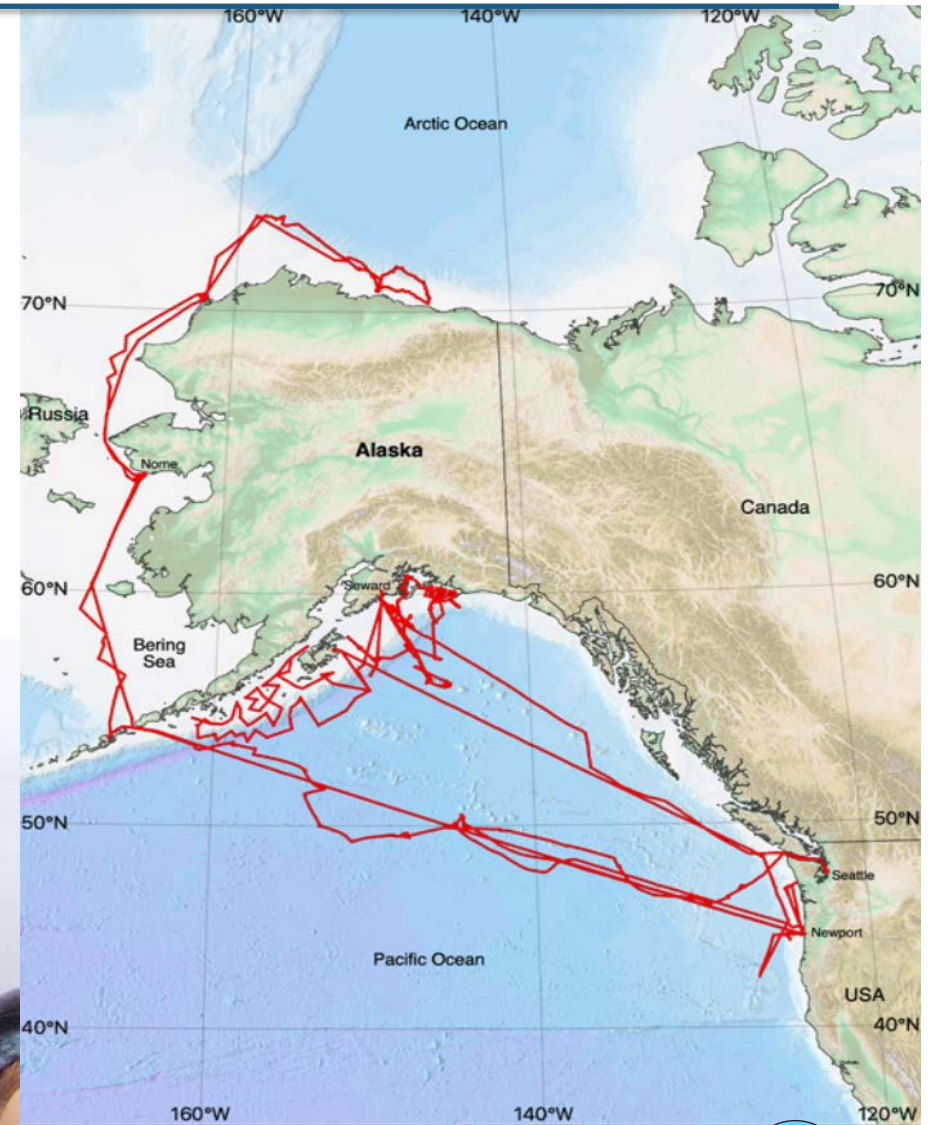 160°W 140°W 120°W
Arctic Ocean
70°N 70°N
Russia
Nome
Alaska
Canada
Seward
60°N 60°N
Bering
Sea
50°N 50°N
Seattle
Newport
Pacific Ocean
USA
40°N 40°N
160°W 140°W 120°W